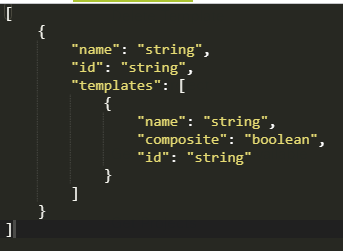 [
    {
        "name": "string",
        "id": "string",
        "templates": [
            {
                "name": "string",
                "composite": "boolean",
                "id": "string"
            }
        ]
    }
]